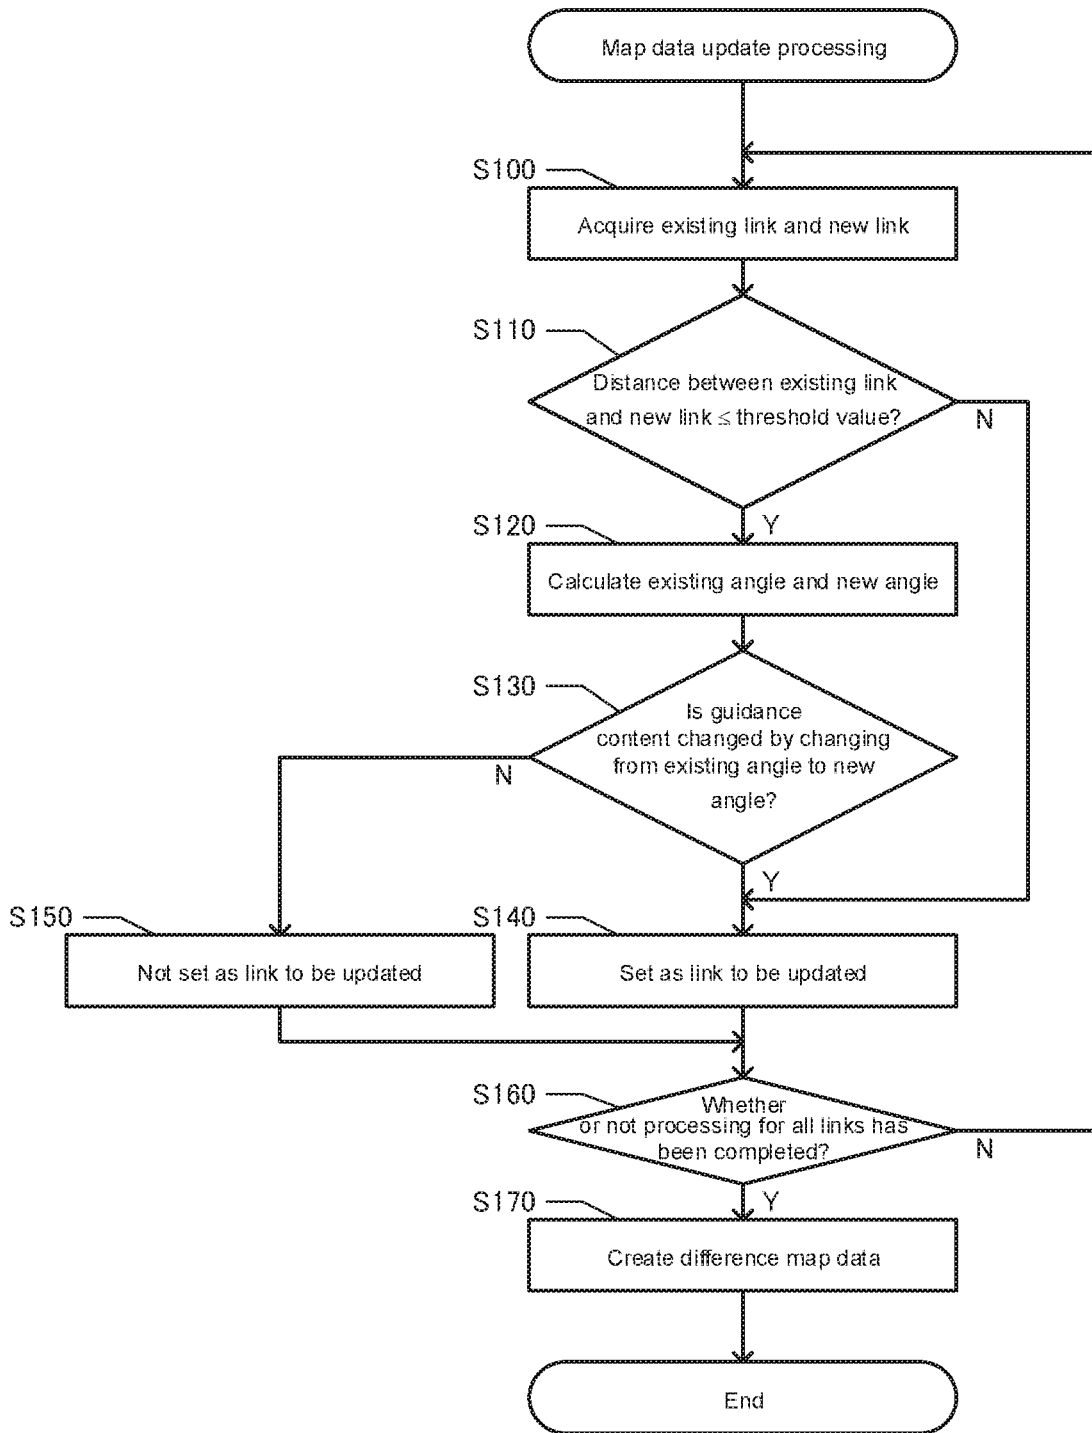 Map data update processing
S100
Acquire existing link and new link
S110
Distance between existing link
and new link ≤ threshold value?
N
Y
S120
Calculate existing angle and new angle
S130
Is guidance
content changed by changing
from existing angle to new
angle?
N
Y
S150
Not set as link to be updated
S140
Set as link to be updated
S160
Whether
or not processing for all links has
been completed?
N
Y
S170
Create difference map data
End